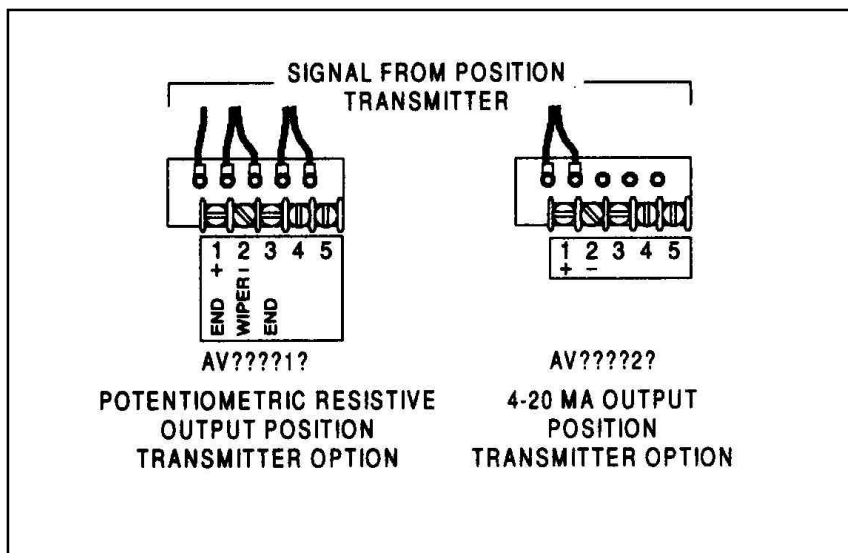 SIGNAL FROM POSITION
TRANSMITTER
1 2 3 4 5
+ −
END WIPER END
AV????1?
POTENTIOMETRIC RESISTIVE
OUTPUT POSITION
TRANSMITTER OPTION
1 2 3 4 5
+ −
AV????2?
4-20 MA OUTPUT
POSITION
TRANSMITTER OPTION